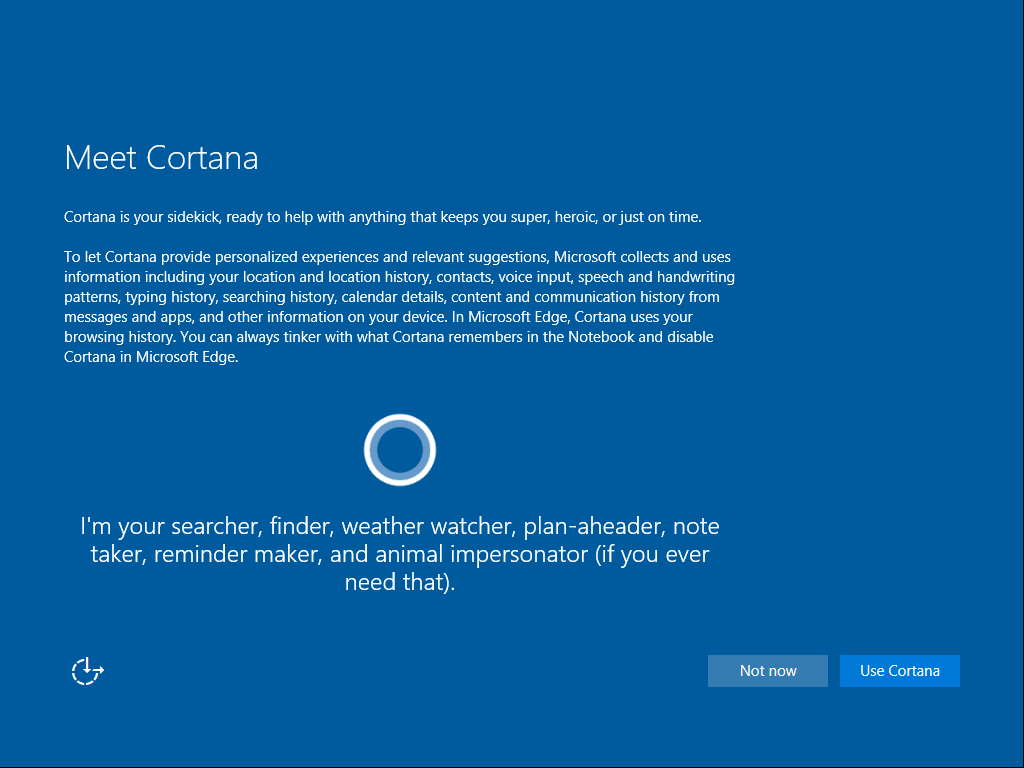 Meet Cortana
Cortana is your sidekick, ready to help with anything that keeps you super, heroic, or just on time.
To let Cortana provide personalized experiences and relevant suggestions, Microsoft collects and uses
information including your location and location history, contacts, voice input, speech and handwriting
patterns, typing history, searching history, calendar details, content and communication history from
messages and apps, and other information on your device. In Microsoft Edge, Cortana uses your
browsing history. You can always tinker with what Cortana remembers in the Notebook and disable
Cortana in Microsoft Edge.
I'm your searcher, finder, weather watcher, plan-aheader, note
taker, reminder maker, and animal impersonator (if you ever
need that).
Not now
Use Cortana